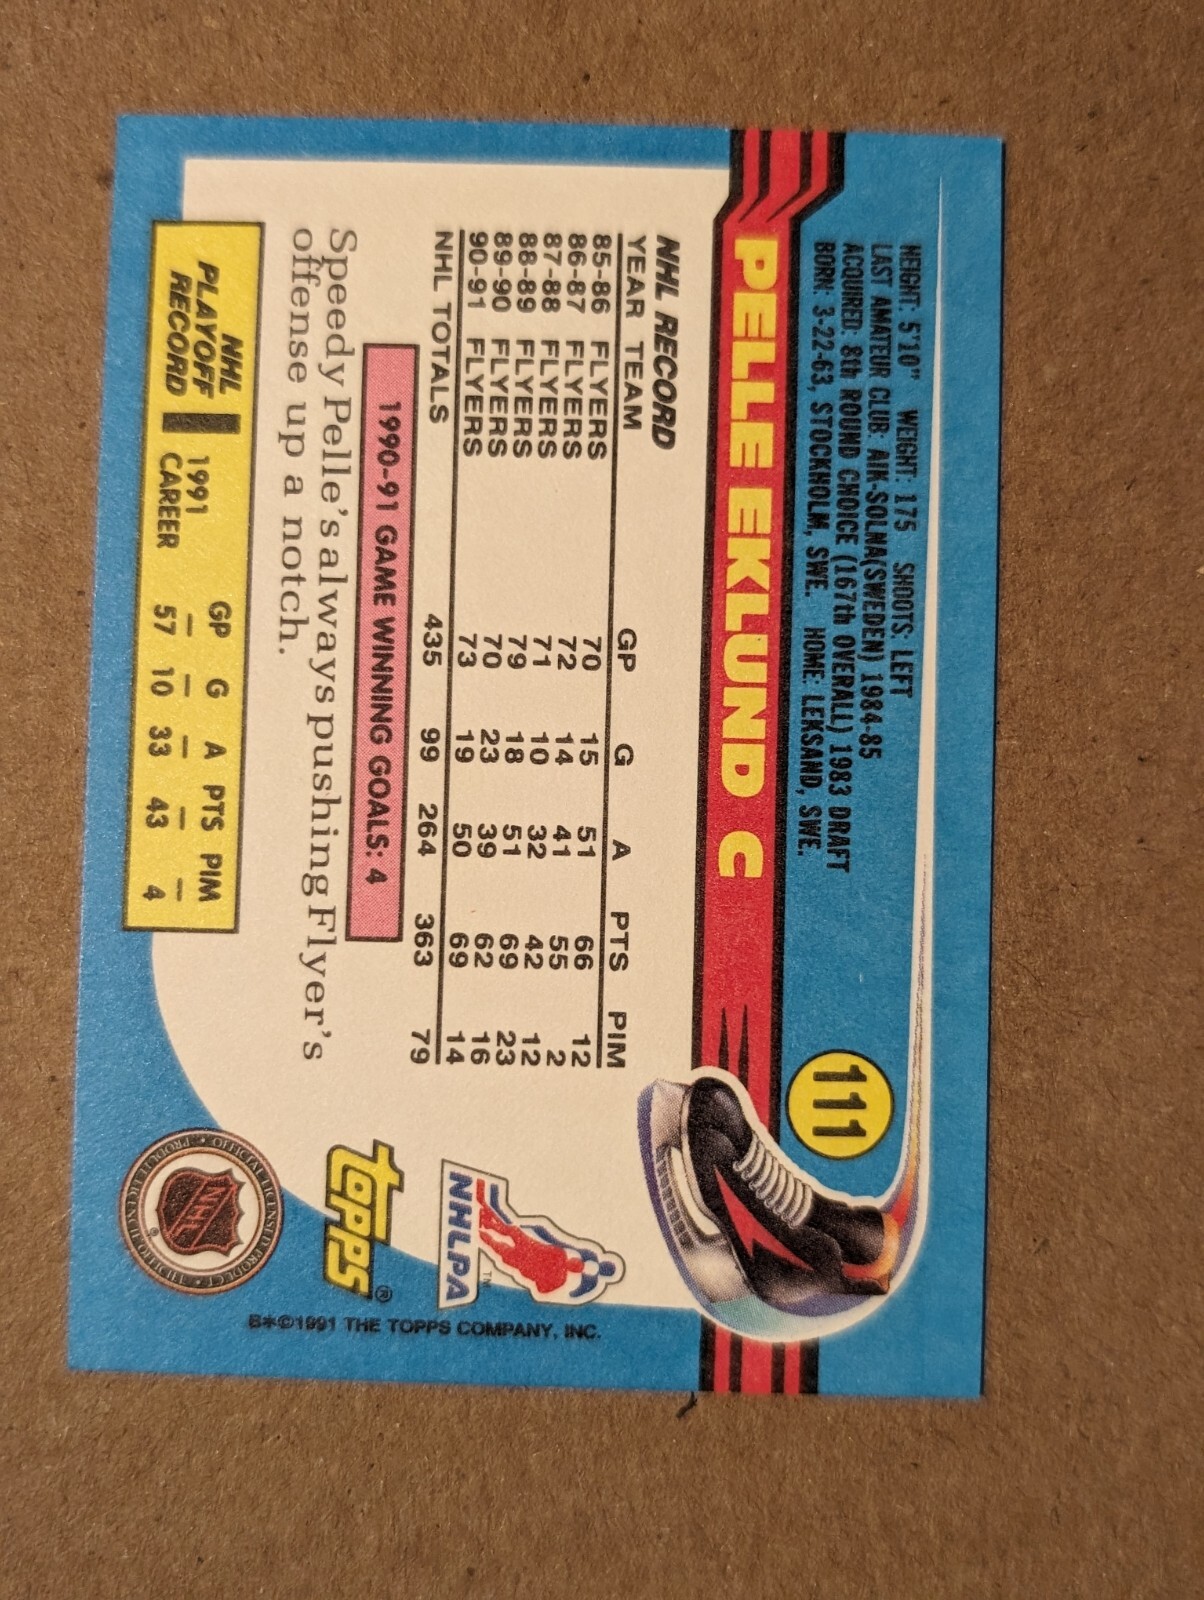 111
HEIGHT: 5'10" WEIGHT: 175 SHOOTS: LEFT
LAST AMATEUR CLUB: AIK-SOLNA(SWEDEN) 1984-85
ACQUIRED: 8th ROUND CHOICE (167th OVERALL) 1983 DRAFT
BORN: 3-22-63, STOCKHOLM, SWE. HOME: LEKSAND, SWE.
PELLE EKLUND C
NHL RECORD
YEAR TEAM GP G A PTS PIM
85-86 FLYERS 70 15 51 66 12
86-87 FLYERS 72 14 41 55 2
87-88 FLYERS 71 10 32 42 12
88-89 FLYERS 79 18 51 69 23
89-90 FLYERS 70 23 39 62 16
90-91 FLYERS 73 19 50 69 14
NHL TOTALS 435 99 264 363 79
1990-91 GAME WINNING GOALS: 4
Speedy Pelle's always pushing Flyer's
offense up a notch.
NHL
PLAYOFF
RECORD
GP G A PTS PIM
1991 — — — — —
CAREER 57 10 33 43 4
NHLPA™
Topps®
NHL®
OFFICIAL LICENSED PRODUCT •
B*©1991 THE TOPPS COMPANY, INC.